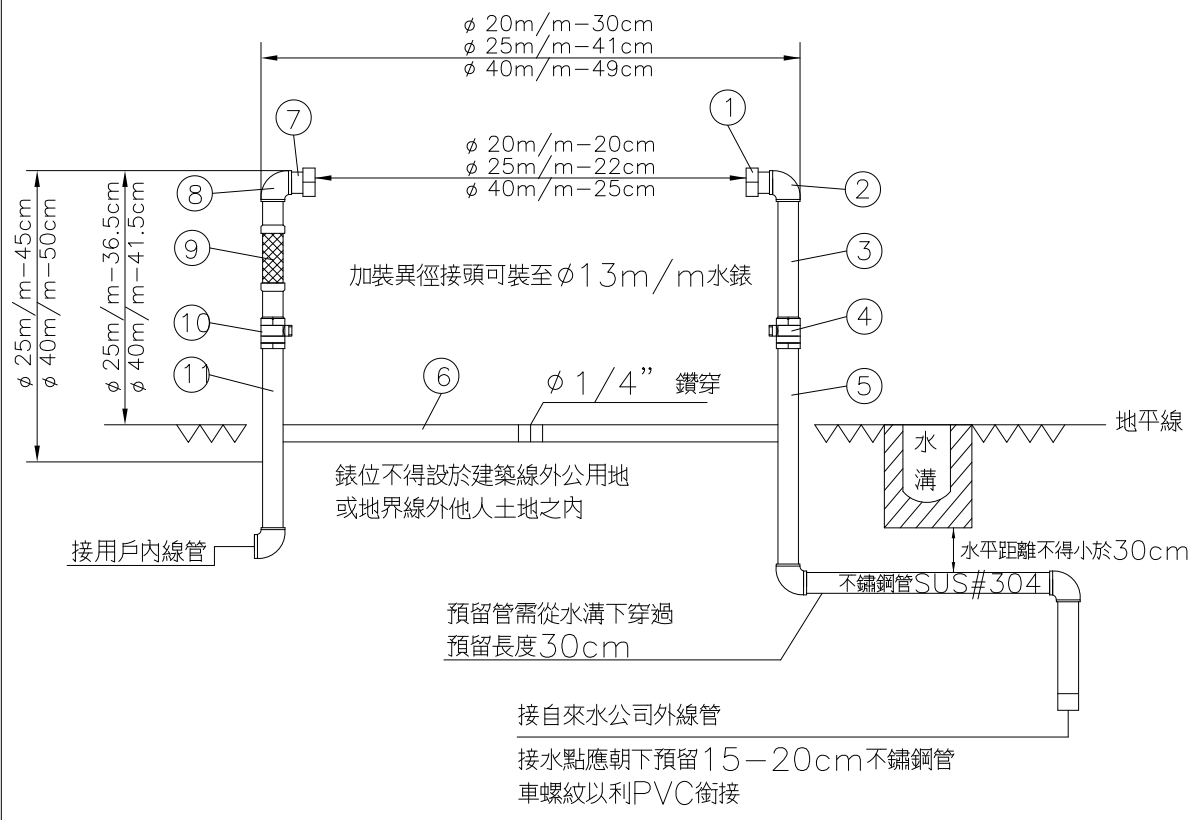 ϕ 20m/m-30cm
ϕ 25m/m-41cm
ϕ 40m/m-49cm
7
1
ϕ 20m/m-20cm
ϕ 25m/m-22cm
ϕ 40m/m-25cm
8
2
ϕ 25m/m-45cm
ϕ 40m/m-50cm
ϕ 25m/m-36.5cm
ϕ 40m/m-41.5cm
9
3
加裝異徑接頭可裝至ϕ13m/m水錶
10
4
11
6
ϕ 1/4” 鑽穿
5
地平線
水
溝
錶位不得設於建築線外公用地
或地界線外他人土地之內
接用戶內線管
水平距離不得小於30cm
不鏽鋼管SUS#304
預留管需從水溝下穿過
預留長度30cm
接自來水公司外線管
接水點應朝下預留15-20cm不鏽鋼管
車螺紋以利PVC銜接